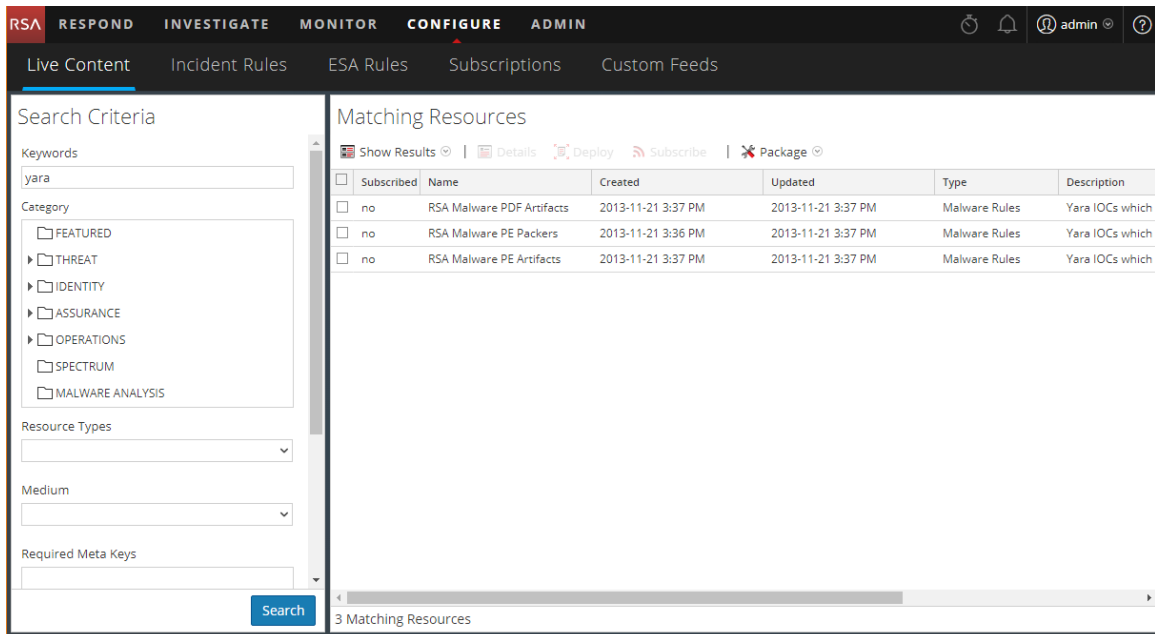 RSA RESPOND INVESTIGATE MONITOR CONFIGURE ADMIN admin ?
Live Content Incident Rules ESA Rules Subscriptions Custom Feeds
Search Criteria
Keywords
yara
Category
FEATURED
THREAT
IDENTITY
ASSURANCE
OPERATIONS
SPECTRUM
MALWARE ANALYSIS
Resource Types
Medium
Required Meta Keys
Search
Matching Resources
Show Results | Details Deploy Subscribe | Package
Subscribed Name Created Updated Type Description
no RSA Malware PDF Artifacts 2013-11-21 3:37 PM 2013-11-21 3:37 PM Malware Rules Yara IOCs which
no RSA Malware PE Packers 2013-11-21 3:36 PM 2013-11-21 3:37 PM Malware Rules Yara IOCs which
no RSA Malware PE Artifacts 2013-11-21 3:37 PM 2013-11-21 3:37 PM Malware Rules Yara IOCs which
3 Matching Resources